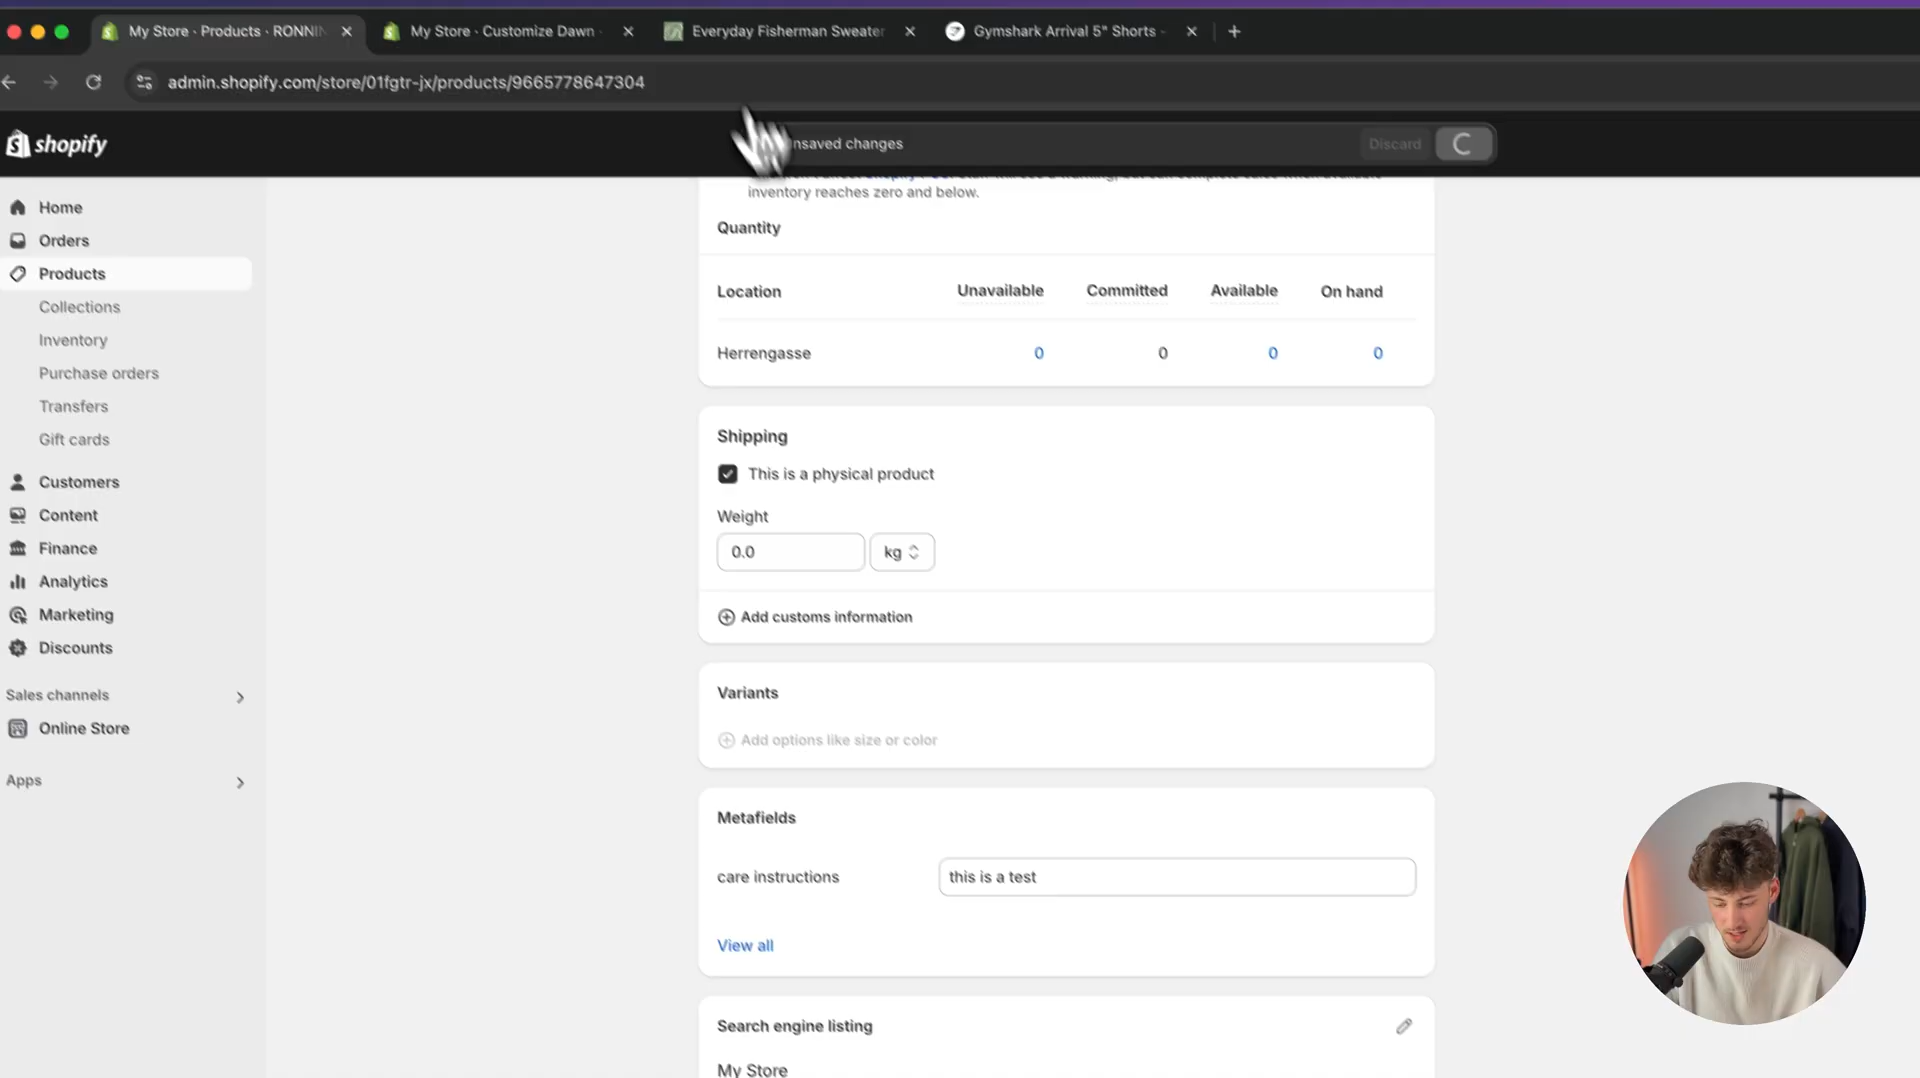 My Store · Products · RONNIN
My Store · Customize Dawn ·
Everyday Fisherman Sweater
Gymshark Arrival 5" Shorts -
admin.shopify.com/store/01fgtr-jx/products/9665778647304
shopify
nsaved changes
Discard
Home
Orders
Products
Collections
Inventory
Purchase orders
Transfers
Gift cards
Customers
Content
Finance
Analytics
Marketing
Discounts
Sales channels
Online Store
Apps
inventory reaches zero and below.
Quantity
Location Unavailable Committed Available On hand
Herrengasse 0 0 0 0
Shipping
This is a physical product
Weight
0.0 kg
Add customs information
Variants
Add options like size or color
Metafields
care instructions this is a test
View all
Search engine listing
My Store